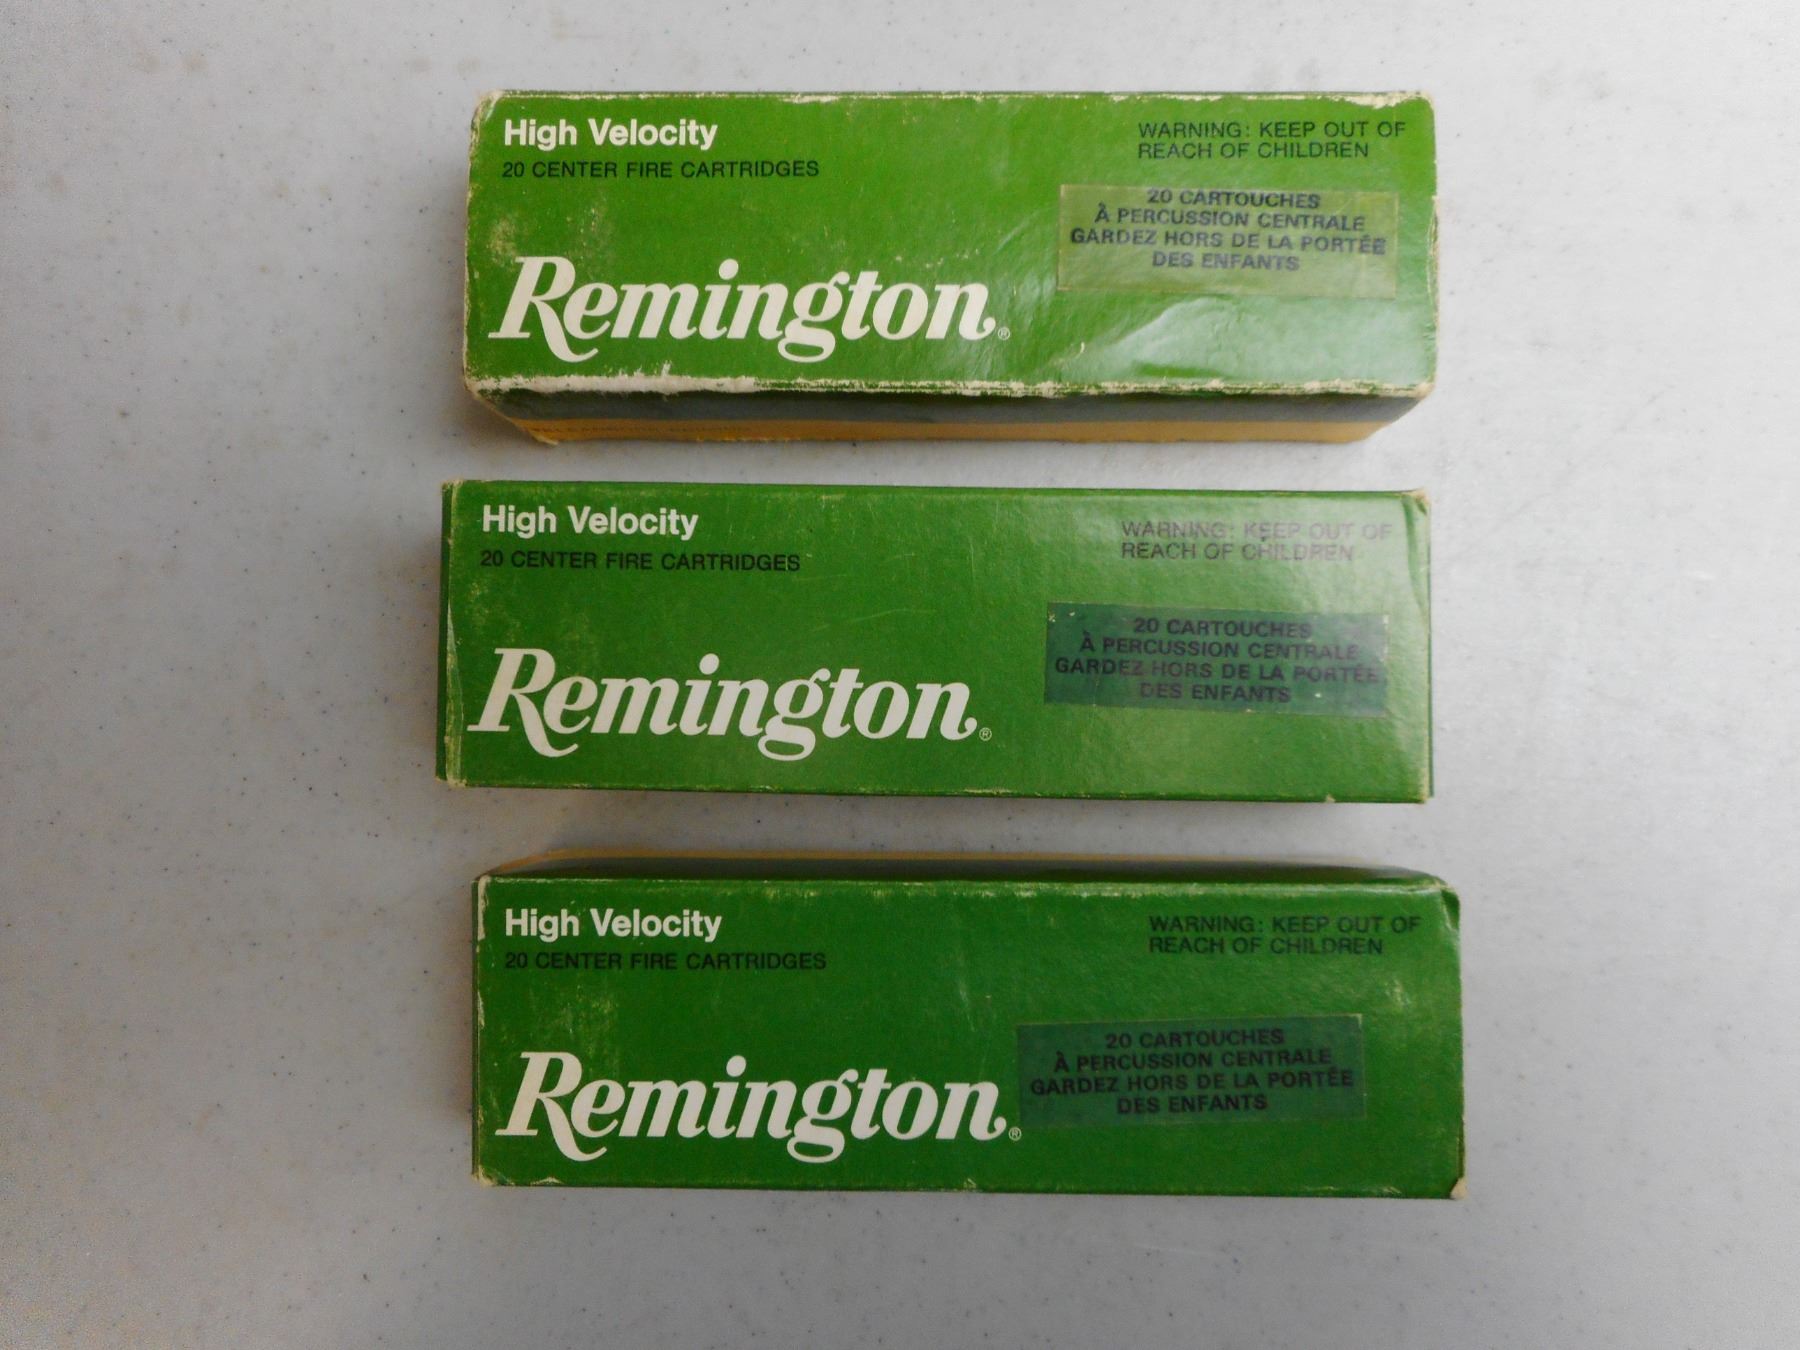 High Velocity
20 CENTER FIRE CARTRIDGES
WARNING: KEEP OUT OF
REACH OF CHILDREN
20 CARTOUCHES
À PERCUSSION CENTRALE
GARDEZ HORS DE LA PORTÉE
DES ENFANTS
Remington®
High Velocity
20 CENTER FIRE CARTRIDGES
WARNING: KEEP OUT OF
REACH OF CHILDREN
20 CARTOUCHES
À PERCUSSION CENTRALE
GARDEZ HORS DE LA PORTÉE
DES ENFANTS
Remington®
High Velocity
20 CENTER FIRE CARTRIDGES
WARNING: KEEP OUT OF
REACH OF CHILDREN
20 CARTOUCHES
À PERCUSSION CENTRALE
GARDEZ HORS DE LA PORTÉE
DES ENFANTS
Remington®